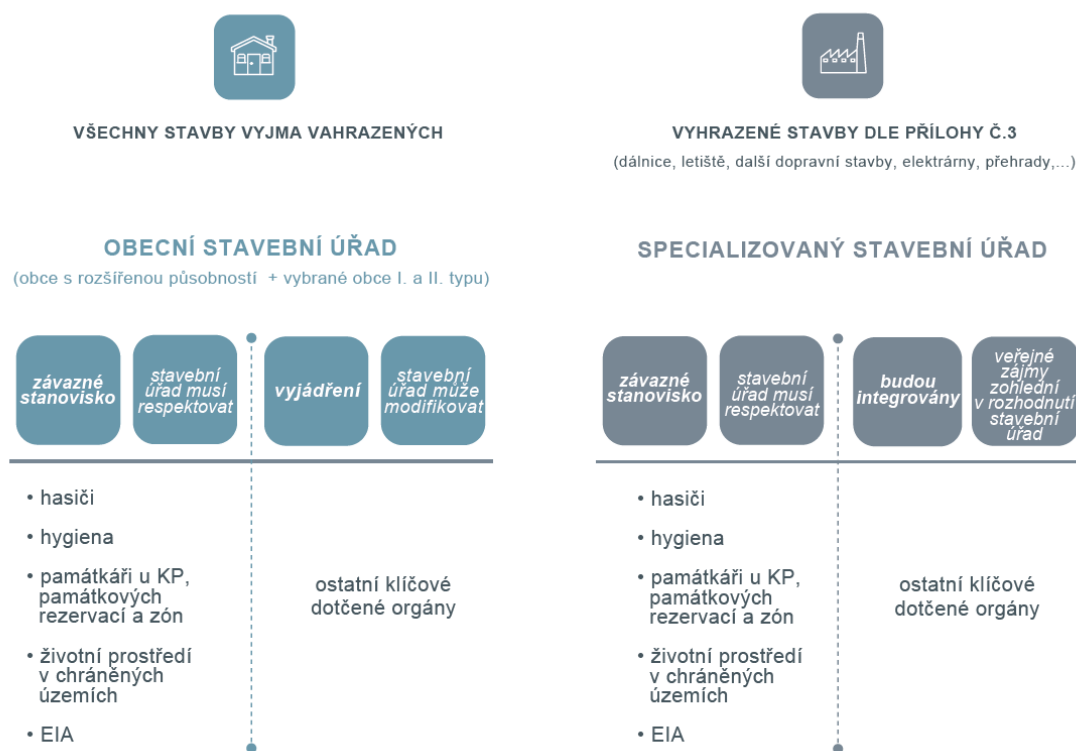 VŠECHNY STAVBY VYJMA VAHRAZENÝCH
OBECNÍ STAVEBNÍ ÚŘAD
(obce s rozšířenou působností + vybrané obce I. a II. typu)
závazné
stanovisko
stavební
úřad musí
respektovat
vyjádření
stavební
úřad může
modifikovat
• hasiči
• hygiena
• památkáři u KP,
památkových
rezervací a zón
• životní prostředí
v chráněných
územích
• EIA
ostatní klíčové
dotčené orgány
VYHRAZENÉ STAVBY DLE PŘÍLOHY Č.3
(dálnice, letiště, další dopravní stavby, elektrárny, přehrady,...)
SPECIALIZOVANÝ STAVEBNÍ ÚŘAD
závazné
stanovisko
stavební
úřad musí
respektovat
budou
integrovány
veřejné
zájmy
zohlední
v rozhodnutí
stavební
úřad
• hasiči
• hygiena
• památkáři u KP,
památkových
rezervací a zón
• životní prostředí
v chráněných
územích
• EIA
ostatní klíčové
dotčené orgány